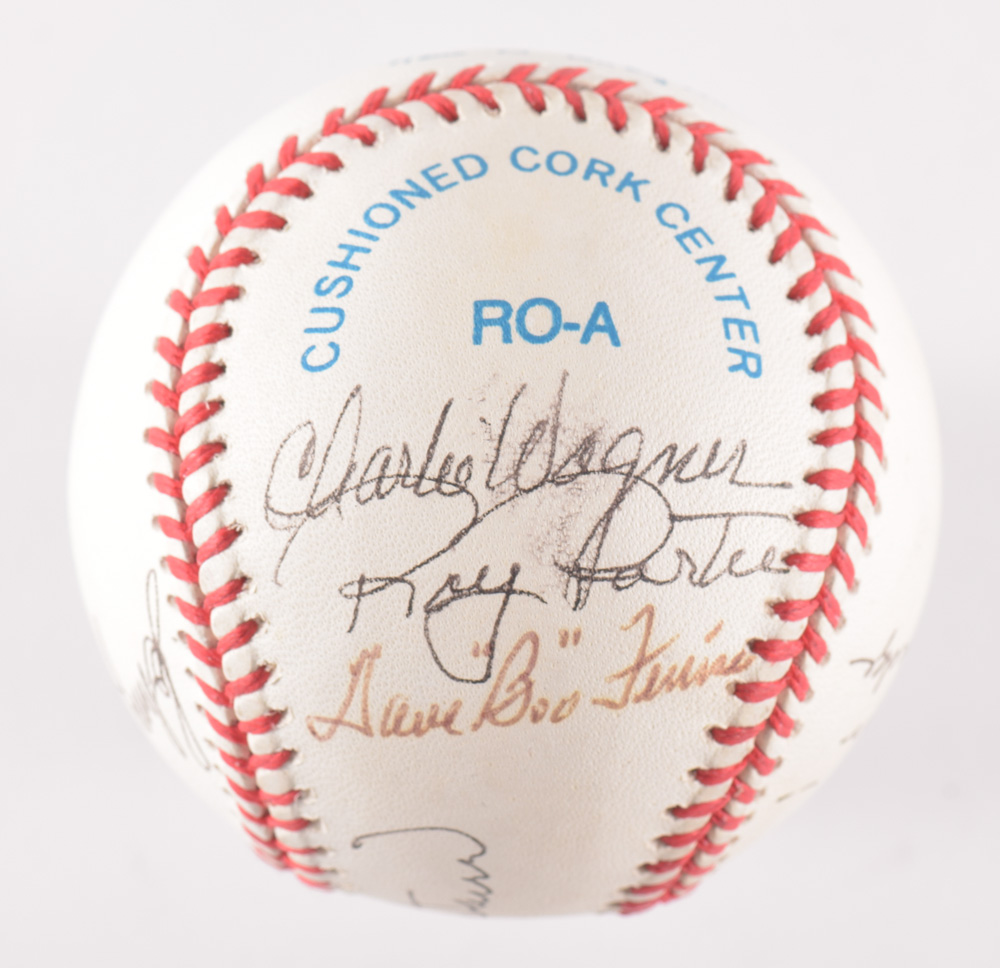 CUSHIONED CORK CENTER
RO-A
Charlie Wagner
Roy Partee
Dave "Boo" Ferriss